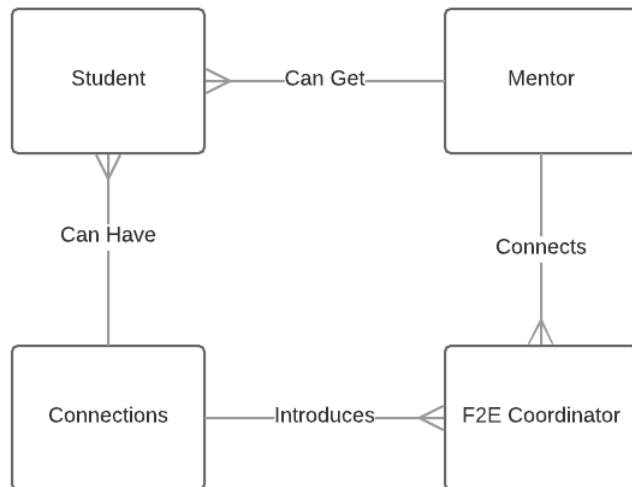 Student
Can Get
Mentor
Can Have
Connects
Connections
Introduces
F2E Coordinator